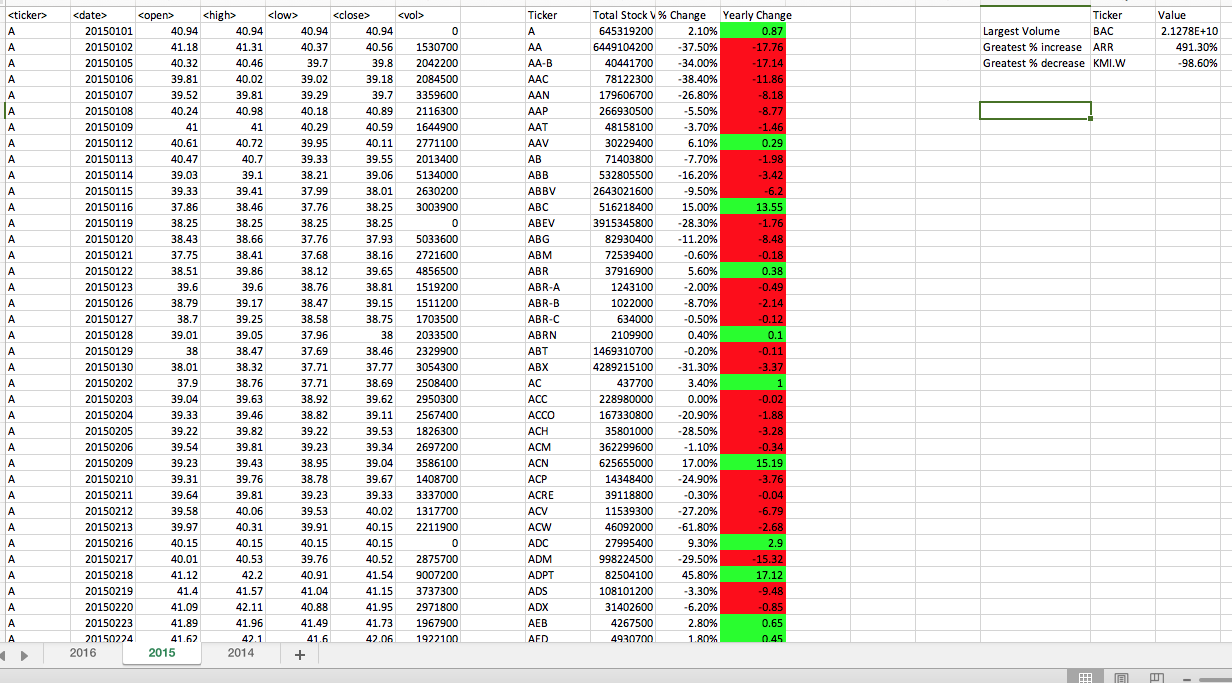 <ticker> <date> <open> <high> <low> <close> <vol> Ticker Total Stock V % Change Yearly Change Ticker Value
A 20150101 40.94 40.94 40.94 40.94 0 A 645319200 2.10% 0.87 Largest Volume BAC 2.1278E+10
A 20150102 41.18 41.31 40.37 40.56 1530700 AA 6449104200 -37.50% -17.76 Greatest % increase ARR 491.30%
A 20150105 40.32 40.46 39.7 39.8 2042200 AA-B 40441700 -34.00% -17.14 Greatest % decrease KMI.W -98.60%
A 20150106 39.81 40.02 39.02 39.18 2084500 AAC 78122300 -38.40% -11.86
A 20150107 39.52 39.81 39.29 39.7 3359600 AAN 179606700 -26.80% -8.18
A 20150108 40.24 40.98 40.18 40.89 2116300 AAP 266930500 -5.50% -8.77
A 20150109 41 41 40.29 40.59 1644900 AAT 48158100 -3.70% -1.46
A 20150112 40.61 40.72 39.95 40.11 2771100 AAV 30229400 6.10% 0.29
A 20150113 40.47 40.7 39.33 39.55 2013400 AB 71403800 -7.70% -1.98
A 20150114 39.03 39.1 38.21 39.06 5134000 ABB 532805500 -16.20% -3.42
A 20150115 39.33 39.41 37.99 38.01 2630200 ABBV 2643021600 -9.50% -6.2
A 20150116 37.86 38.46 37.76 38.25 3003900 ABC 516218400 15.00% 13.55
A 20150119 38.25 38.25 38.25 38.25 0 ABEV 3915345800 -28.30% -1.76
A 20150120 38.43 38.66 37.76 37.93 5033600 ABG 82930400 -11.20% -8.48
A 20150121 37.75 38.41 37.68 38.16 2721600 ABM 72539400 -0.60% -0.18
A 20150122 38.51 39.86 38.12 39.65 4856500 ABR 37916900 5.60% 0.38
A 20150123 39.6 39.6 38.76 38.81 1519200 ABR-A 1243100 -2.00% -0.49
A 20150126 38.79 39.17 38.47 39.15 1511200 ABR-B 1022000 -8.70% -2.14
A 20150127 38.7 39.25 38.58 38.75 1703500 ABR-C 634000 -0.50% -0.12
A 20150128 39.01 39.05 37.96 38 2033500 ABRN 2109900 0.40% 0.1
A 20150129 38 38.47 37.69 38.46 2329900 ABT 1469310700 -0.20% -0.11
A 20150130 38.01 38.32 37.71 37.77 3054300 ABX 4289215100 -31.30% -3.37
A 20150202 37.9 38.76 37.71 38.69 2508400 AC 437700 3.40% 1
A 20150203 39.04 39.63 38.92 39.62 2950300 ACC 228980000 0.00% -0.02
A 20150204 39.33 39.46 38.82 39.11 2567400 ACCO 167330800 -20.90% -1.88
A 20150205 39.22 39.82 39.22 39.53 1826300 ACH 35801000 -28.50% -3.28
A 20150206 39.54 39.81 39.23 39.34 2697200 ACM 362299600 -1.10% -0.34
A 20150209 39.23 39.43 38.95 39.04 3586100 ACN 625655000 17.00% 15.19
A 20150210 39.31 39.76 38.78 39.67 1408700 ACP 14348400 -24.90% -3.76
A 20150211 39.64 39.81 39.23 39.33 3337000 ACRE 39118800 -0.30% -0.04
A 20150212 39.58 40.06 39.53 40.02 1317700 ACV 11539300 -27.20% -6.79
A 20150213 39.97 40.31 39.91 40.15 2211900 ACW 46092000 -61.80% -2.68
A 20150216 40.15 40.15 40.15 40.15 0 ADC 27995400 9.30% 2.9
A 20150217 40.01 40.53 39.76 40.52 2875700 ADM 998224500 -29.50% -15.32
A 20150218 41.12 42.2 40.91 41.54 9007200 ADPT 82504100 45.80% 17.12
A 20150219 41.4 41.57 41.04 41.15 3737300 ADS 108101200 -3.30% -9.48
A 20150220 41.09 42.11 40.88 41.95 2971800 ADX 31402600 -6.20% -0.85
A 20150223 41.89 41.96 41.49 41.73 1967900 AEB 4267500 2.80% 0.65
A 20150224 41.62 42.1 41.6 42.06 1922100 AED 4930700 1.80% 0.45
2016 2015 2014 +